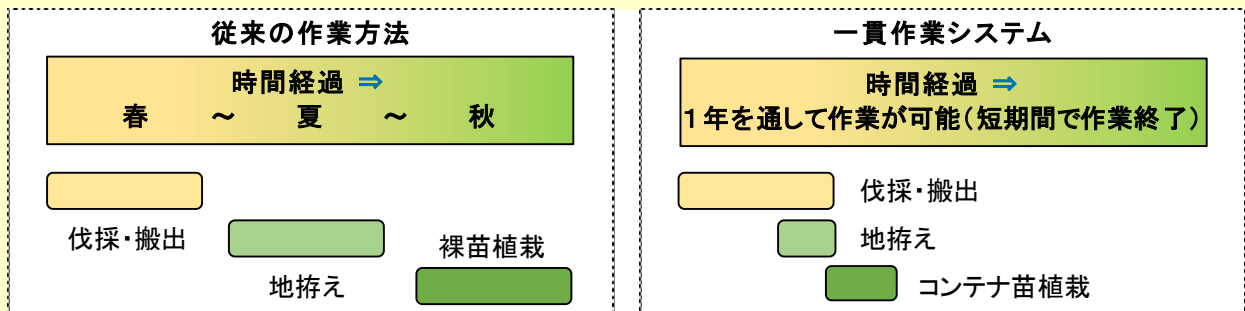 従来の作業方法
時間経過 ⇒
春 ～ 夏 ～ 秋
伐採・搬出
地拵え
裸苗植栽
一貫作業システム
時間経過 ⇒
１年を通して作業が可能（短期間で作業終了）
伐採・搬出
地拵え
コンテナ苗植栽